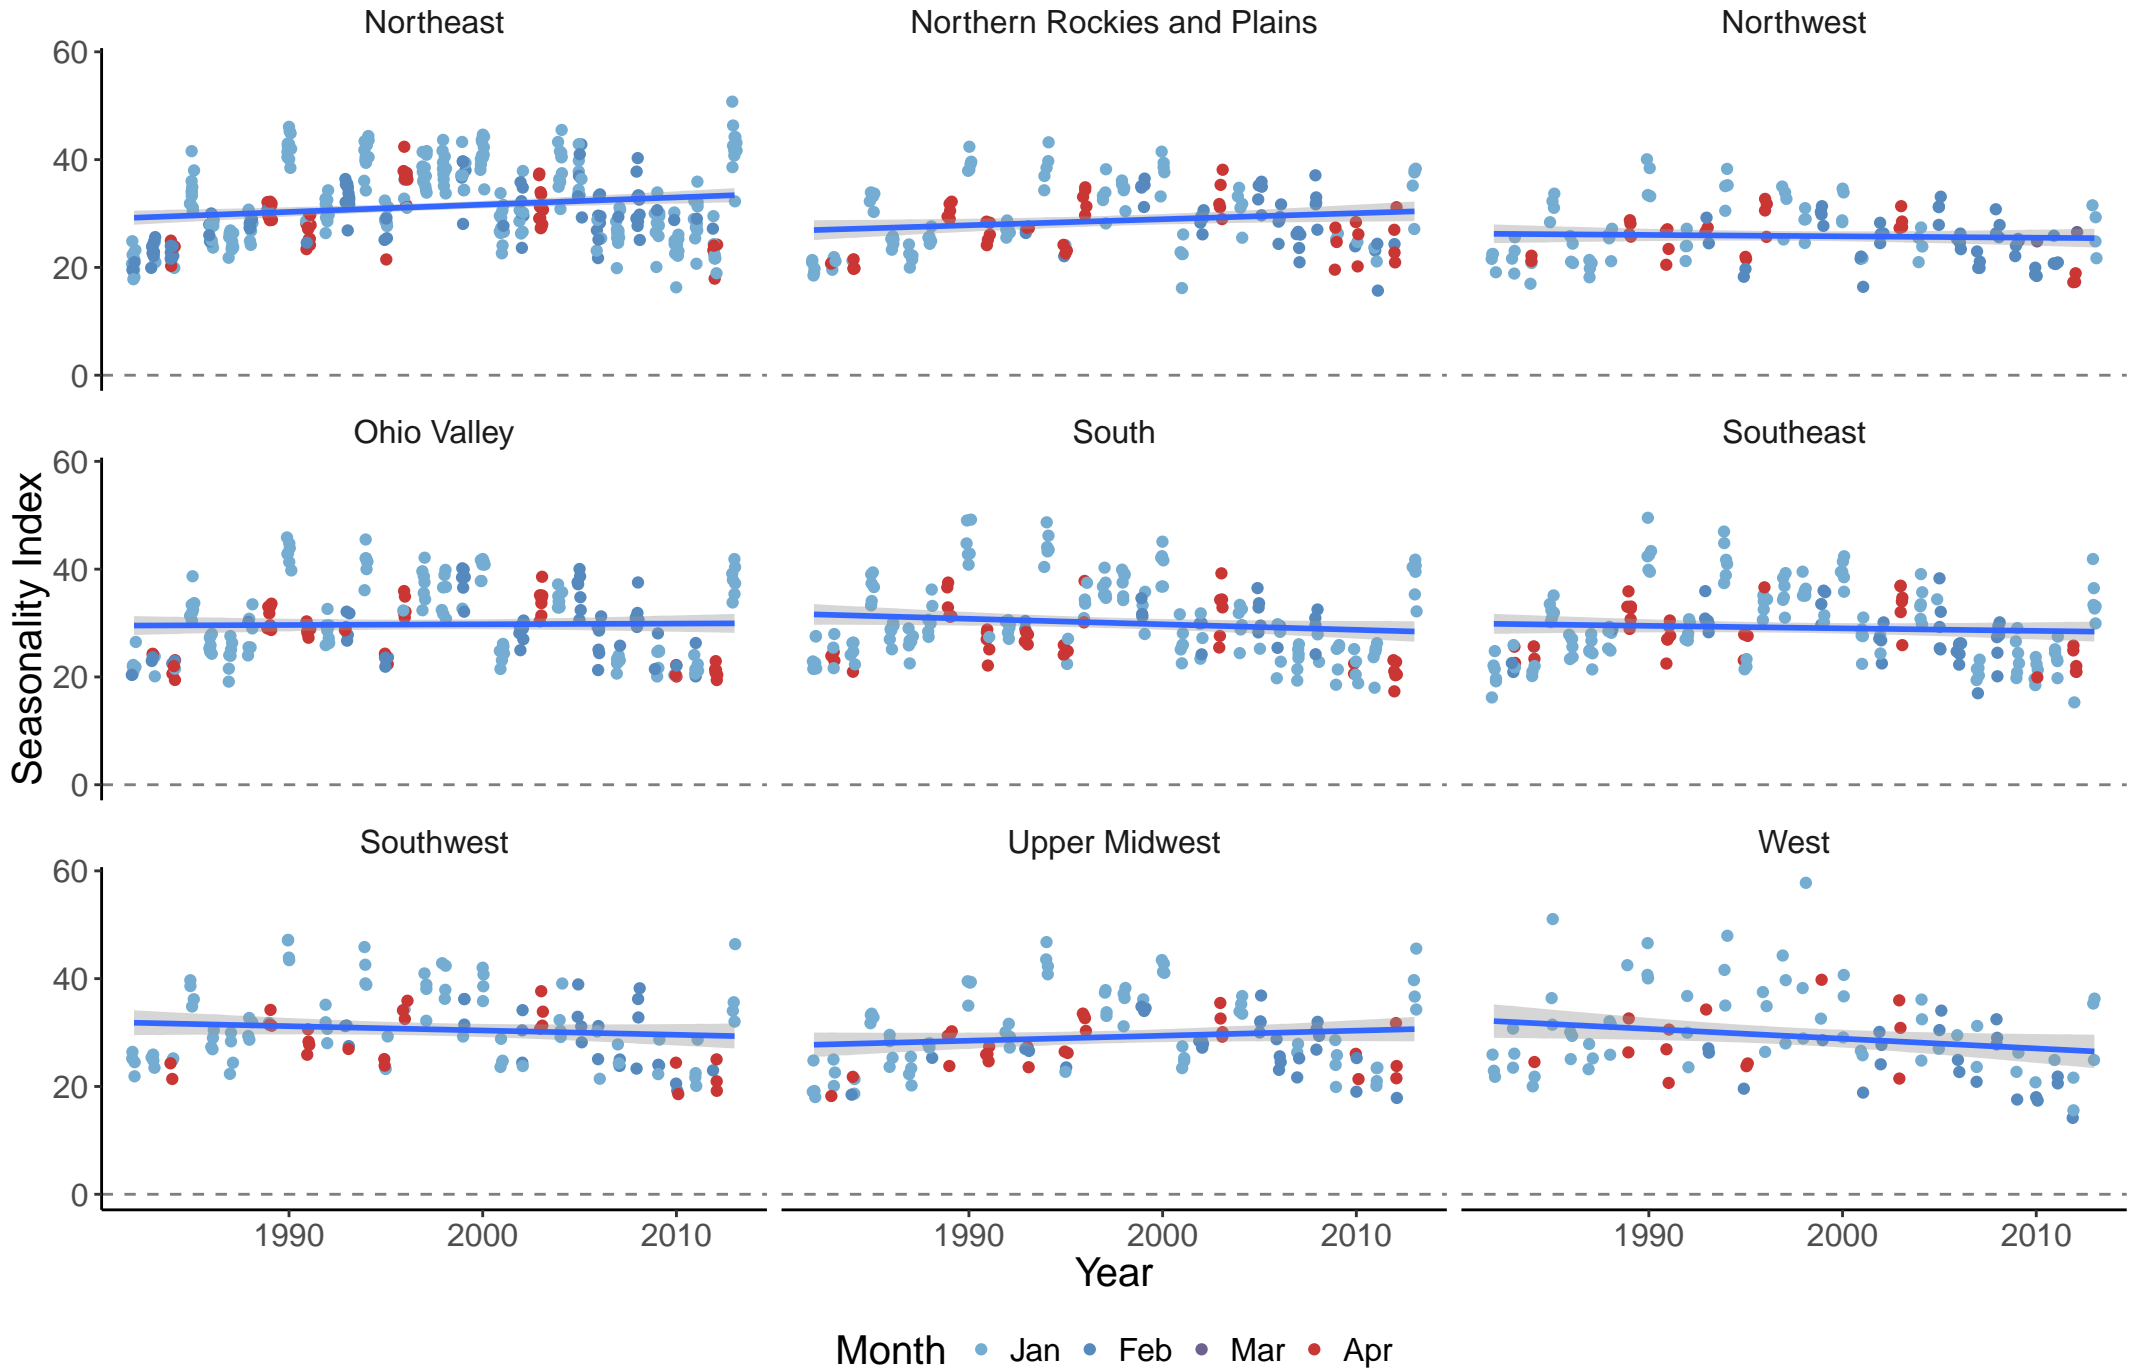 Northeast
Northern Rockies and Plains
Northwest
60
40
20
0
Ohio Valley
South
Southeast
60
40
20
0
Seasonality Index
Southwest
Upper Midwest
West
60
40
20
0
1990 2000 2010
1990 2000 2010
1990 2000 2010
Year
Month Jan Feb Mar Apr